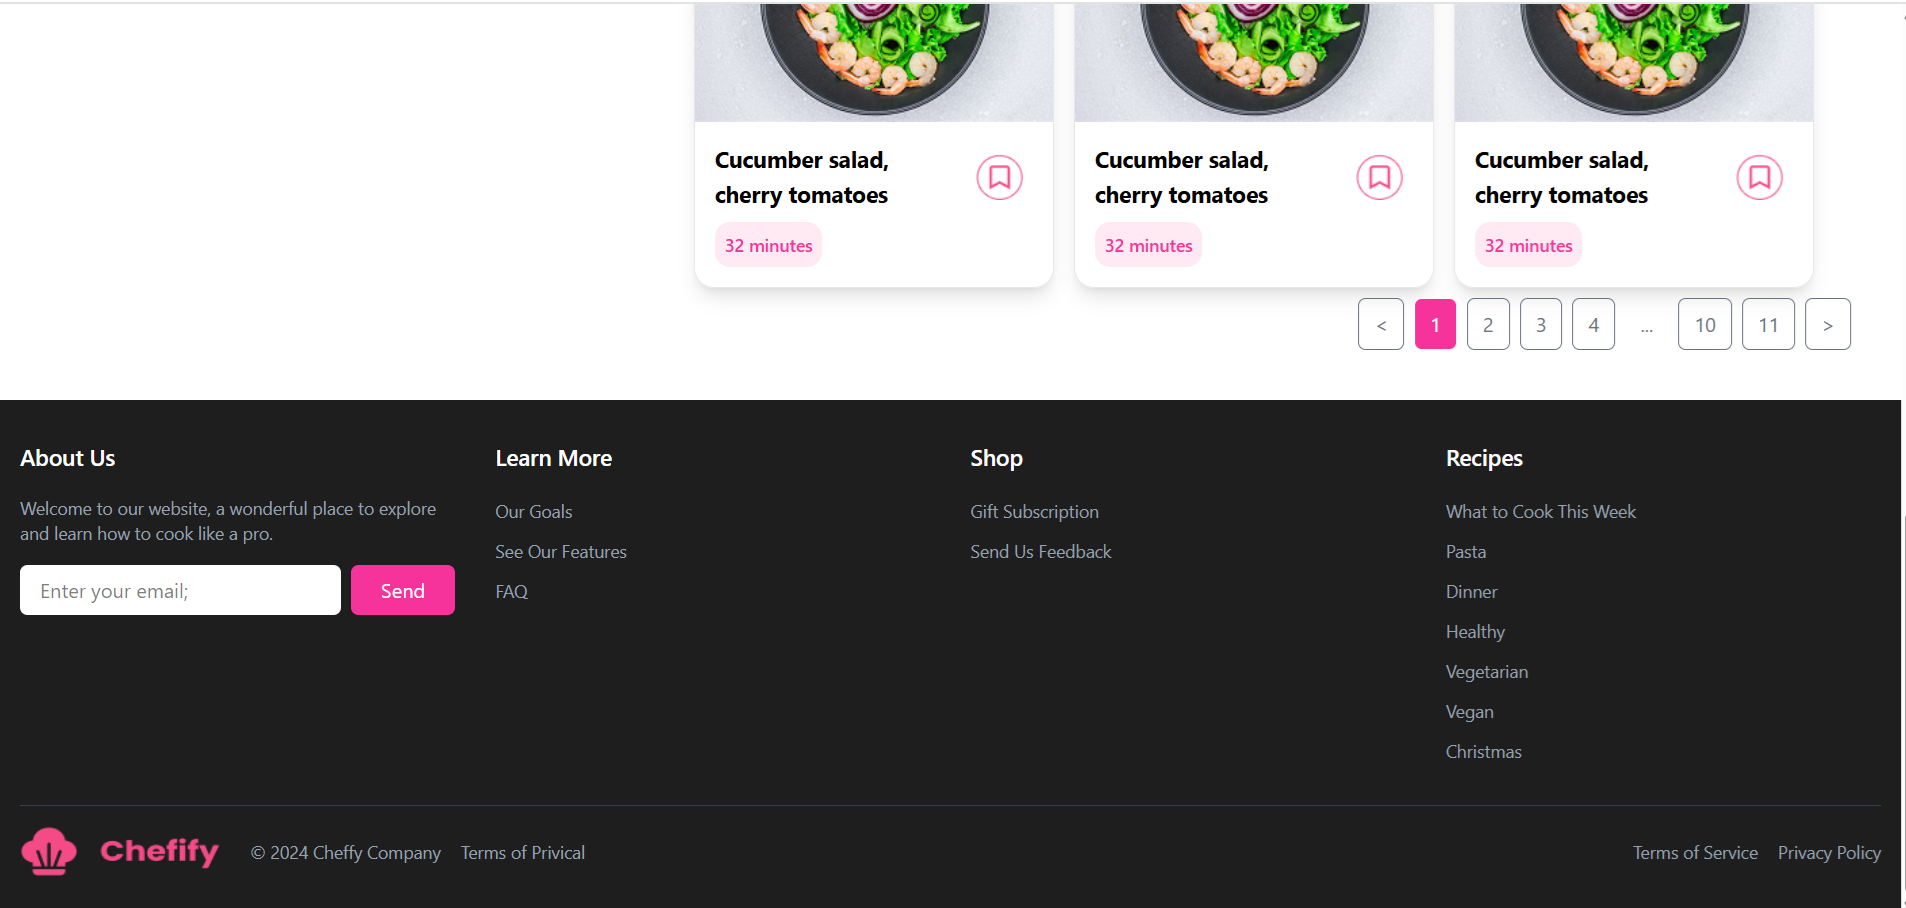 Cucumber salad,
cherry tomatoes
32 minutes
Cucumber salad,
cherry tomatoes
32 minutes
Cucumber salad,
cherry tomatoes
32 minutes
< 1 2 3 4 ... 10 11 >
About Us
Welcome to our website, a wonderful place to explore
and learn how to cook like a pro.
Enter your email;
Send
Learn More
Our Goals
See Our Features
FAQ
Shop
Gift Subscription
Send Us Feedback
Recipes
What to Cook This Week
Pasta
Dinner
Healthy
Vegetarian
Vegan
Christmas
Chefify
© 2024 Cheffy Company
Terms of Privical
Terms of Service
Privacy Policy